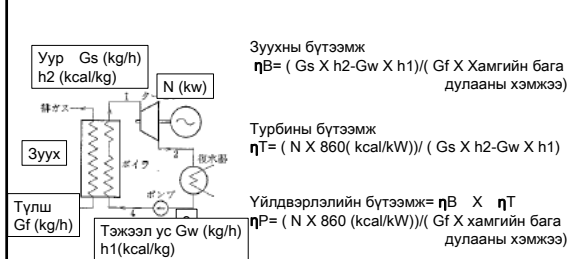 Уур Gs (kg/h)
h2 (kcal/kg)
N (kw)
排ガス
1
Зуух
ボイラ
2
復水器
ポンプ
4
Түлш
Gf (kg/h)
Тэжээл ус Gw (kg/h)
h1(kcal/kg)
Зуухны бүтээмж
ηB= ( Gs X h2-Gw X h1)/( Gf X Хамгийн бага
дулааны хэмжээ)
Турбины бүтээмж
ηT= ( N X 860( kcal/kW))/ ( Gs X h2-Gw X h1)
Үйлдвэрлэлийн бүтээмж= ηB X ηT
ηP= ( N X 860 (kcal/kW))/( Gf X хамгийн бага
дулааны хэмжээ)